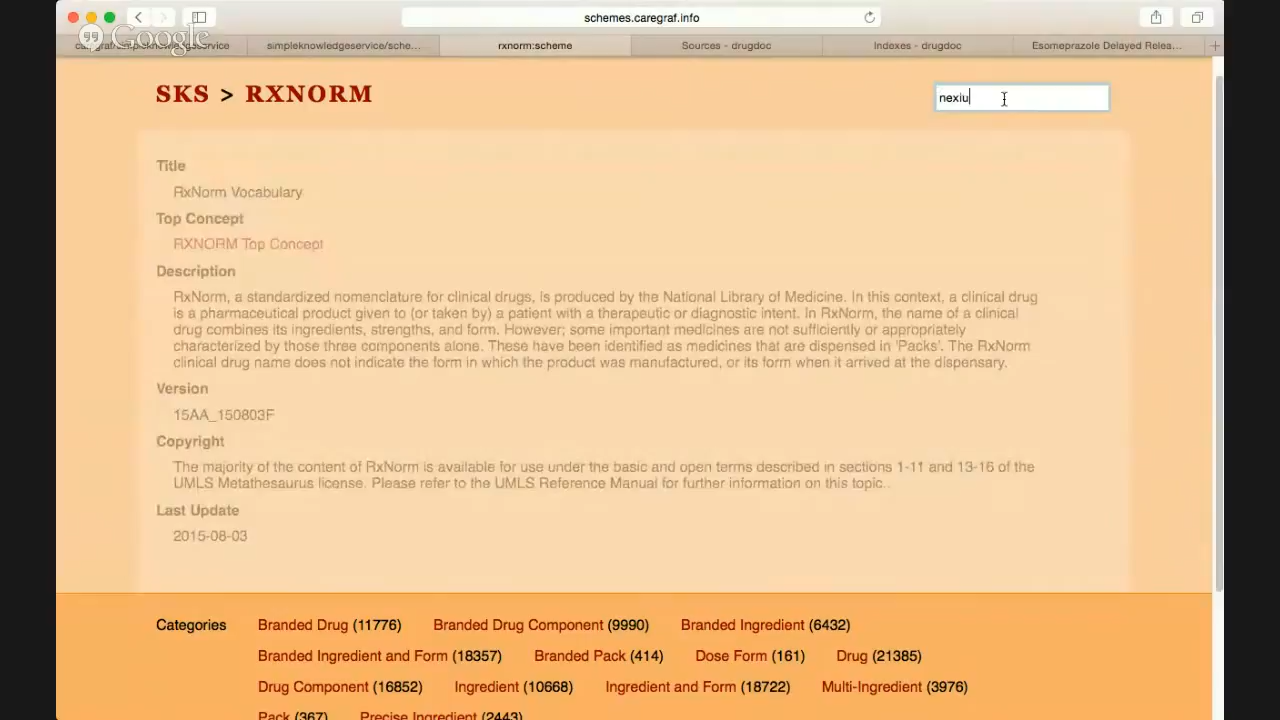 schemes.caregraf.info
Google
caregraf/simpleknowledgeservice
simpleknowledgeservice/sche...
rxnorm:scheme
Sources - drugdoc
Indexes - drugdoc
Esomeprazole Delayed Relea...
SKS > RXNORM
nexiu
Title
RxNorm Vocabulary
Top Concept
RXNORM Top Concept
Description
RxNorm, a standardized nomenclature for clinical drugs, is produced by the National Library of Medicine. In this context, a clinical drug
is a pharmaceutical product given to (or taken by) a patient with a therapeutic or diagnostic intent. In RxNorm, the name of a clinical
drug combines its ingredients, strengths, and form. However; some important medicines are not sufficiently or appropriately
characterized by those three components alone. These have been identified as medicines that are dispensed in 'Packs'. The RxNorm
clinical drug name does not indicate the form in which the product was manufactured, or its form when it arrived at the dispensary.
Version
15AA_150803F
Copyright
The majority of the content of RxNorm is available for use under the basic and open terms described in sections 1-11 and 13-16 of the
UMLS Metathesaurus license. Please refer to the UMLS Reference Manual for further information on this topic..
Last Update
2015-08-03
Categories Branded Drug (11776) Branded Drug Component (9990) Branded Ingredient (6432)
Branded Ingredient and Form (18357) Branded Pack (414) Dose Form (161) Drug (21385)
Drug Component (16852) Ingredient (10668) Ingredient and Form (18722) Multi-Ingredient (3976)
Pack (367) Precise Ingredient (2443)